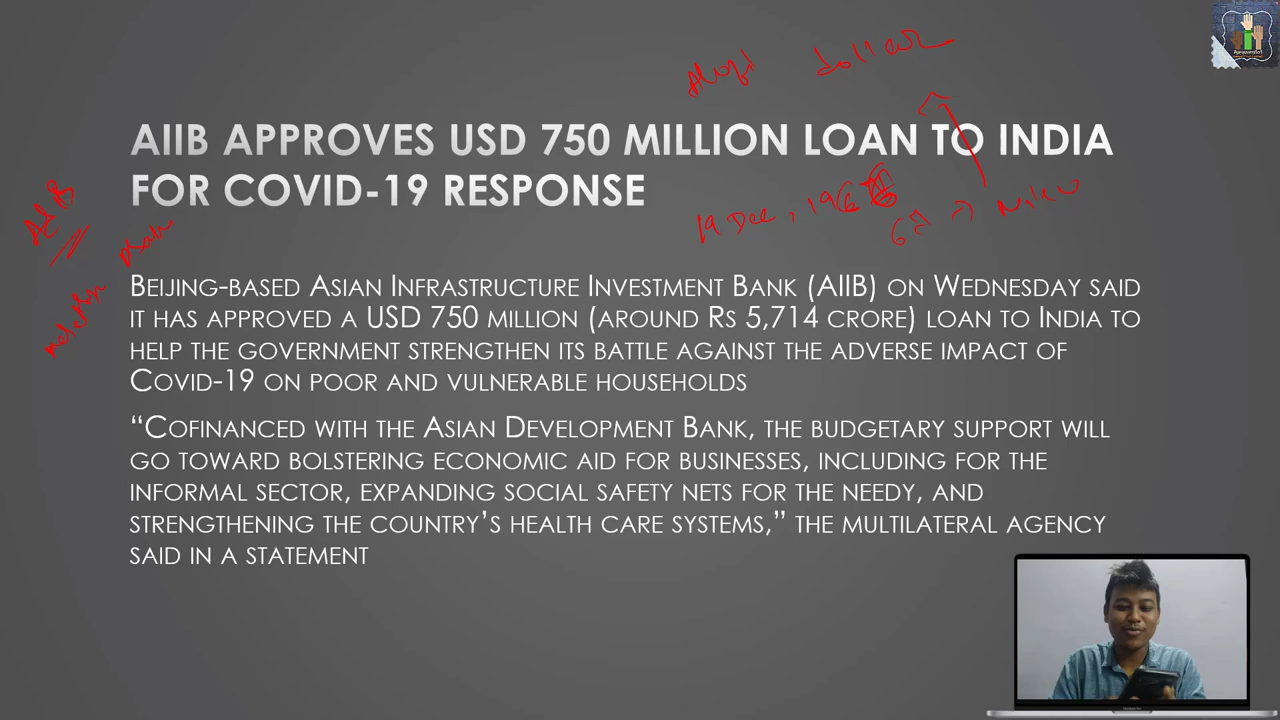 dollar
AIIB APPROVES USD 750 MILLION LOAN TO INDIA
FOR COVID-19 RESPONSE
19 Dec, 196
BEIJING-BASED ASIAN INFRASTRUCTURE INVESTMENT BANK (AIIB) ON WEDNESDAY SAID
IT HAS APPROVED A USD 750 MILLION (AROUND RS 5,714 CRORE) LOAN TO INDIA TO
HELP THE GOVERNMENT STRENGTHEN ITS BATTLE AGAINST THE ADVERSE IMPACT OF
COVID-19 ON POOR AND VULNERABLE HOUSEHOLDS
“COFINANCED WITH THE ASIAN DEVELOPMENT BANK, THE BUDGETARY SUPPORT WILL
GO TOWARD BOLSTERING ECONOMIC AID FOR BUSINESSES, INCLUDING FOR THE
INFORMAL SECTOR, EXPANDING SOCIAL SAFETY NETS FOR THE NEEDY, AND
STRENGTHENING THE COUNTRY’S HEALTH CARE SYSTEMS,” THE MULTILATERAL AGENCY
SAID IN A STATEMENT